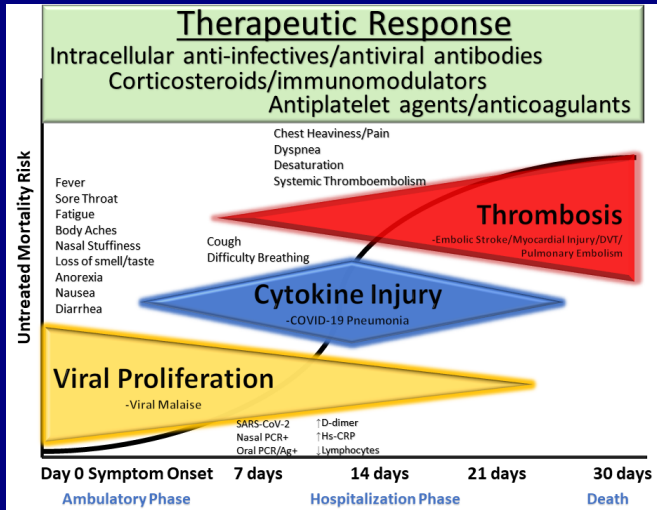 Therapeutic Response
Intracellular anti-infectives/antiviral antibodies
Corticosteroids/immunomodulators
Antiplatelet agents/anticoagulants
Untreated Mortality Risk
Chest Heaviness/Pain
Dyspnea
Desaturation
Systemic Thromboembolism
Fever
Sore Throat
Fatigue
Body Aches
Nasal Stuffiness
Loss of smell/taste
Anorexia
Nausea
Diarrhea
Cough
Difficulty Breathing
Thrombosis
-Embolic Stroke/Myocardial Injury/DVT/
Pulmonary Embolism
Cytokine Injury
-COVID-19 Pneumonia
Viral Proliferation
-Viral Malaise
SARS-CoV-2
Nasal PCR+
Oral PCR/Ag+
↑D-dimer
↑Hs-CRP
↓Lymphocytes
Day 0 Symptom Onset 7 days 14 days 21 days 30 days
Ambulatory Phase Hospitalization Phase Death